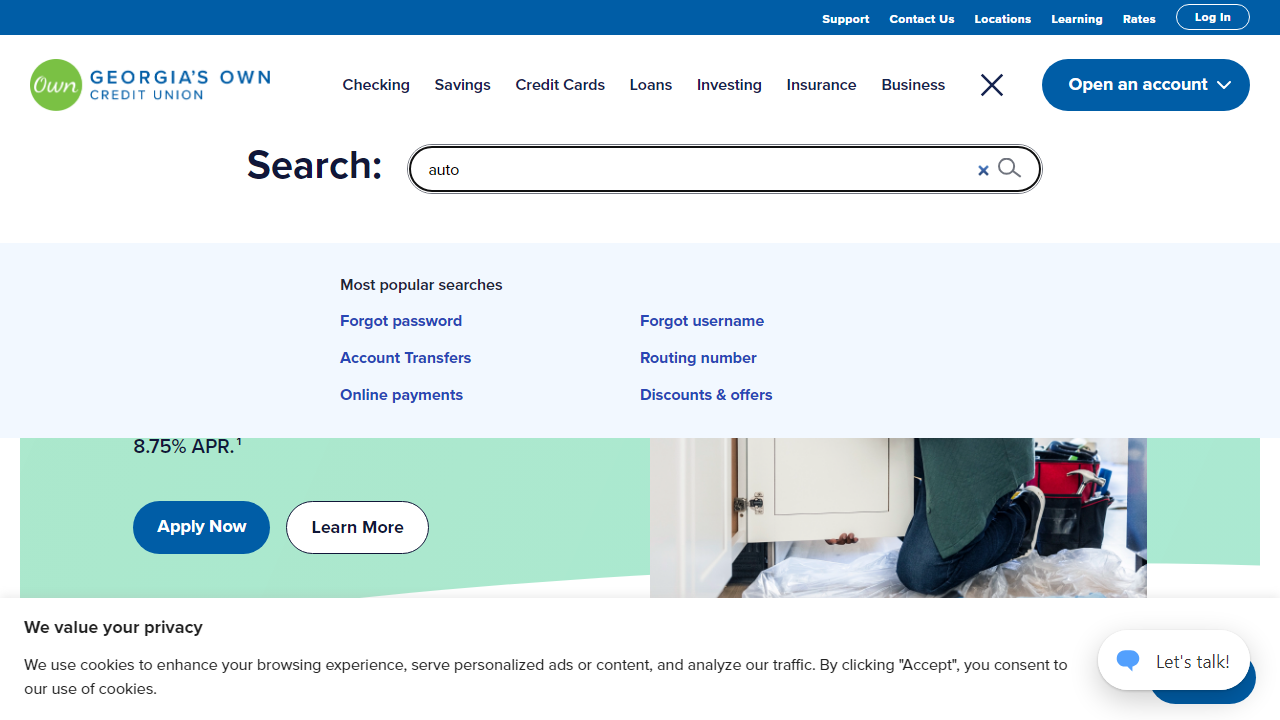 Support Contact Us Locations Learning Rates Log In
Own GEORGIA'S OWN
CREDIT UNION
Checking Savings Credit Cards Loans Investing Insurance Business Open an account
Search: auto
Most popular searches
Forgot password Forgot username
Account Transfers Routing number
Online payments Discounts & offers
8.75% APR.¹
Apply Now Learn More
We value your privacy
We use cookies to enhance your browsing experience, serve personalized ads or content, and analyze our traffic. By clicking "Accept", you consent to
our use of cookies.
Let's talk!